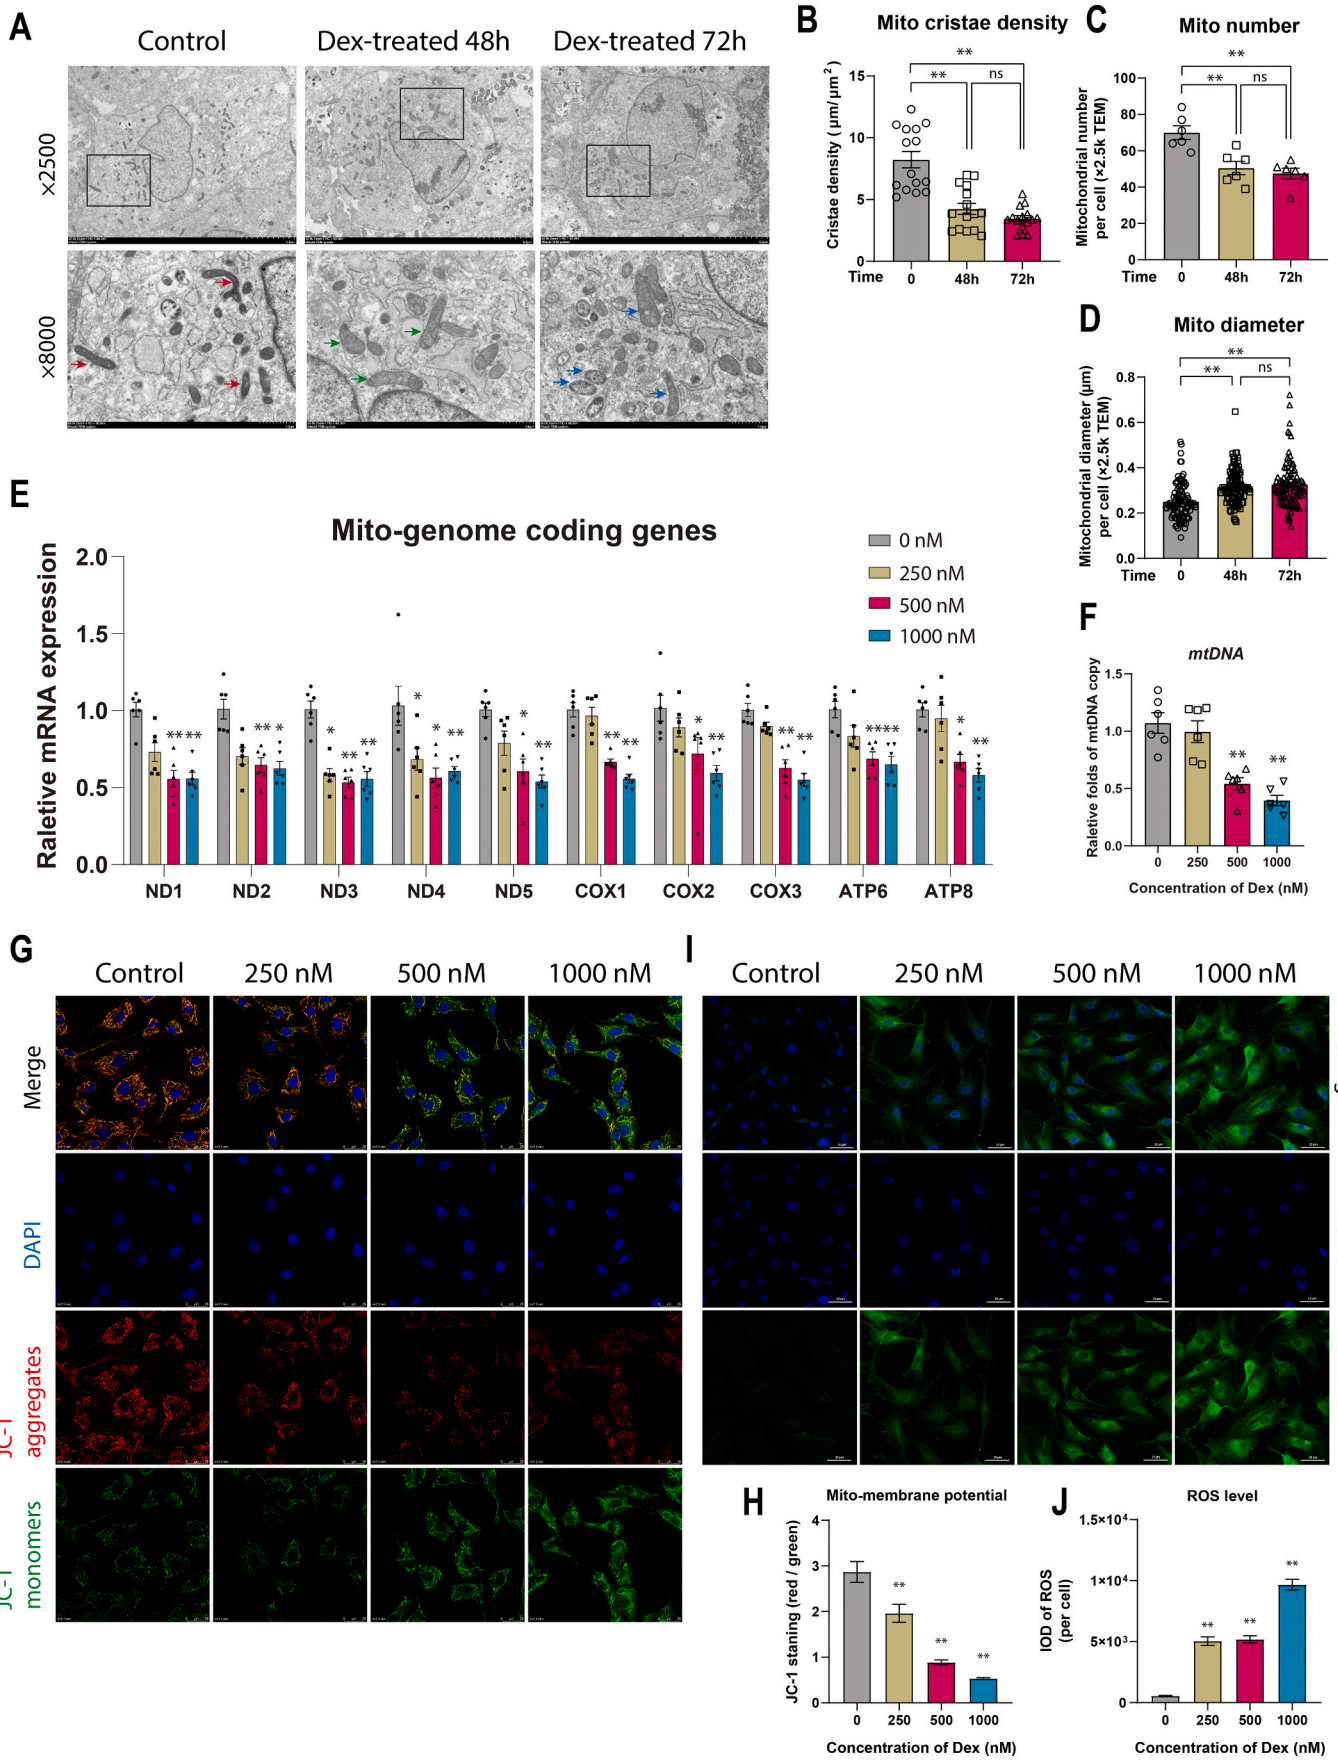 A
Control
Dex-treated 48h
Dex-treated 72h
×2500
×8000
B
Mito cristae density
Cristae density (μm/μm²)
15
10
5
0
**
**
ns
Time
0
48h
72h
C
Mito number
Mitochondrial number
per cell (×2.5k TEM)
100
80
60
40
20
0
**
**
ns
Time
0
48h
72h
D
Mito diameter
Mitochondrial diameter (μm)
per cell (×2.5k TEM)
0.8
0.6
0.4
0.2
0.0
**
**
ns
Time
0
48h
72h
E
Mito-genome coding genes
Raletive mRNA expression
2.0
1.5
1.0
0.5
0.0
0 nM
250 nM
500 nM
1000 nM
** ** ** * * ** ** * * ** * ** ** ** * ** ** ** ** ** * **
ND1 ND2 ND3 ND4 ND5 COX1 COX2 COX3 ATP6 ATP8
F
mtDNA
Raletive folds of mtDNA copy
1.5
1.0
0.5
0.0
**
**
0 250 500 1000
Concentration of Dex (nM)
G
Control
250 nM
500 nM
1000 nM
Merge
DAPI
JC-1
aggregates
JC-1
monomers
I
Control
250 nM
500 nM
1000 nM
H
Mito-membrane potential
JC-1 staning (red / green)
4
3
2
1
0
**
**
**
0 250 500 1000
Concentration of Dex (nM)
J
ROS level
IOD of ROS
(per cell)
1.5×10⁴
1×10⁴
5×10³
0
**
**
**
0 250 500 1000
Concentration of Dex (nM)